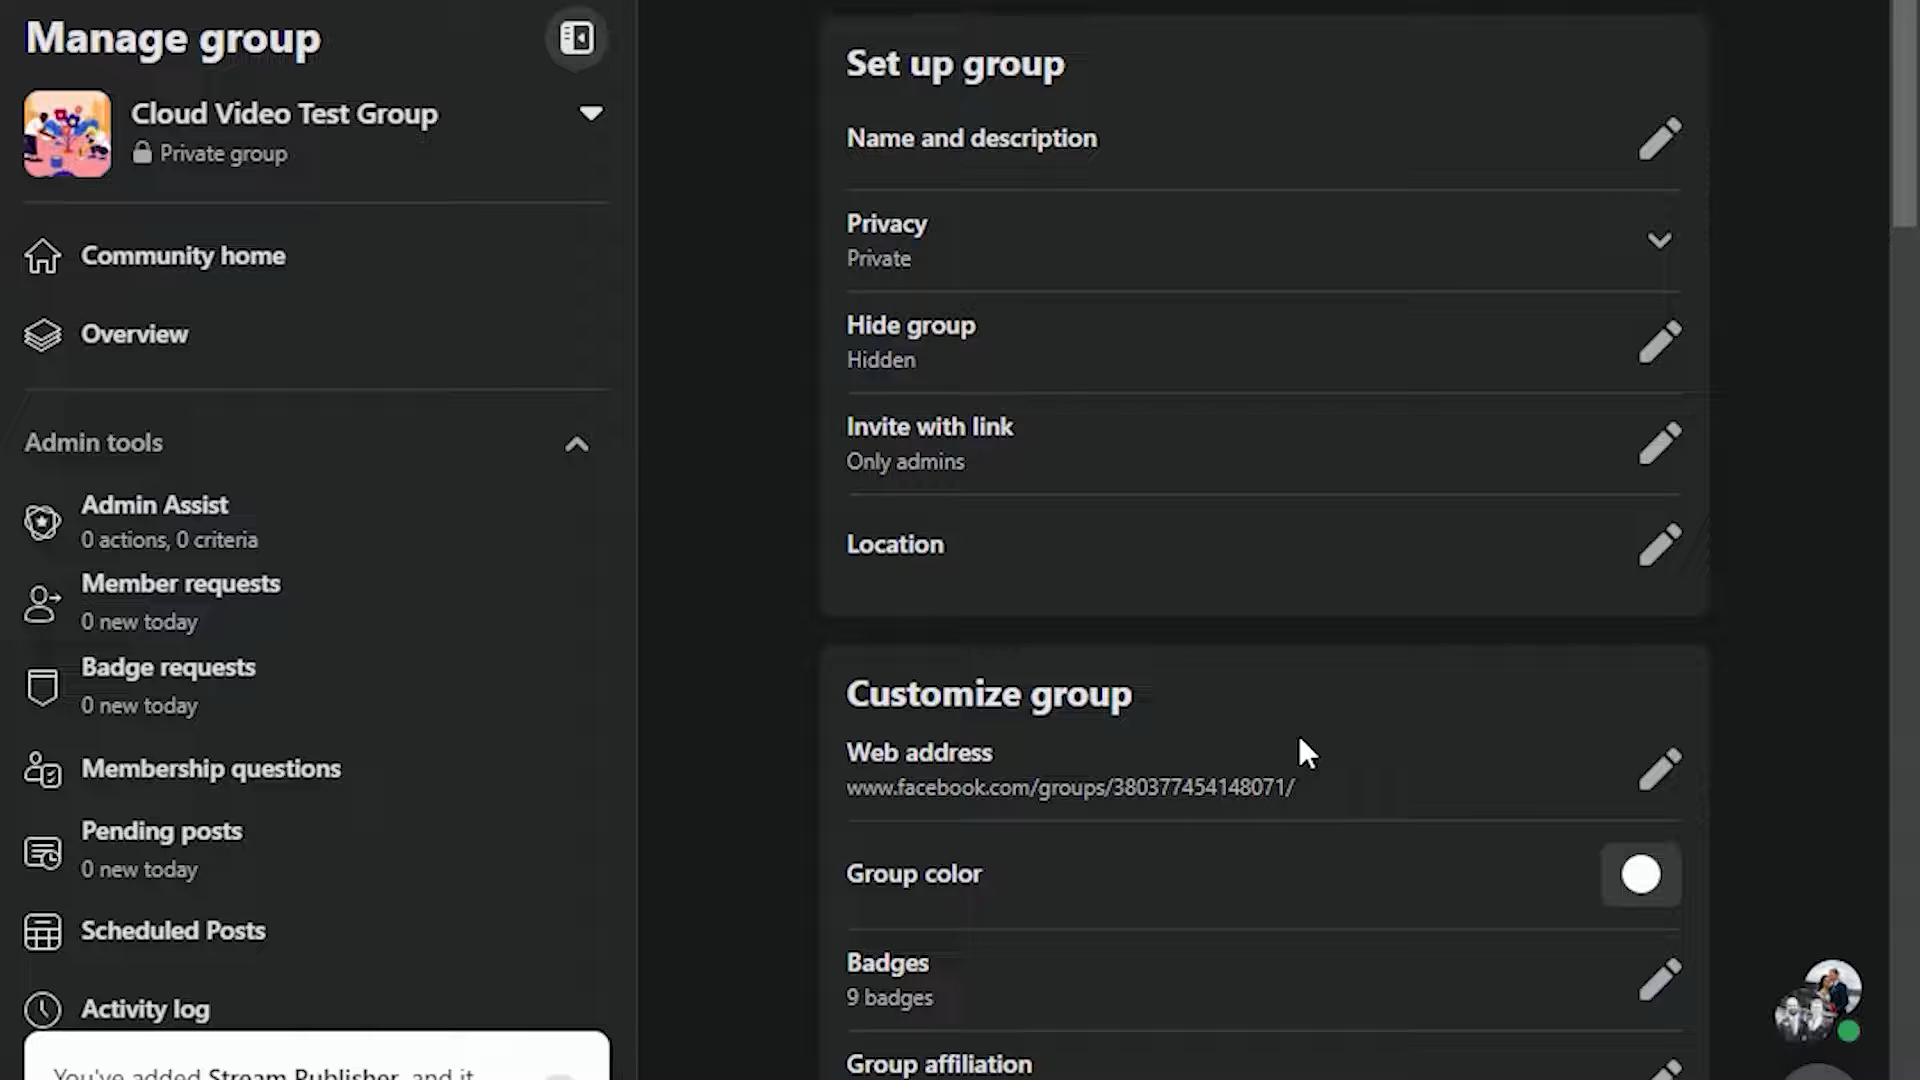 Manage group
Cloud Video Test Group
Private group
Community home
Overview
Admin tools
Admin Assist
0 actions, 0 criteria
Member requests
0 new today
Badge requests
0 new today
Membership questions
Pending posts
0 new today
Scheduled Posts
Activity log
You've added Stream Publisher, and it
Set up group
Name and description
Privacy
Private
Hide group
Hidden
Invite with link
Only admins
Location
Customize group
Web address
www.facebook.com/groups/380377454148071/
Group color
Badges
9 badges
Group affiliation